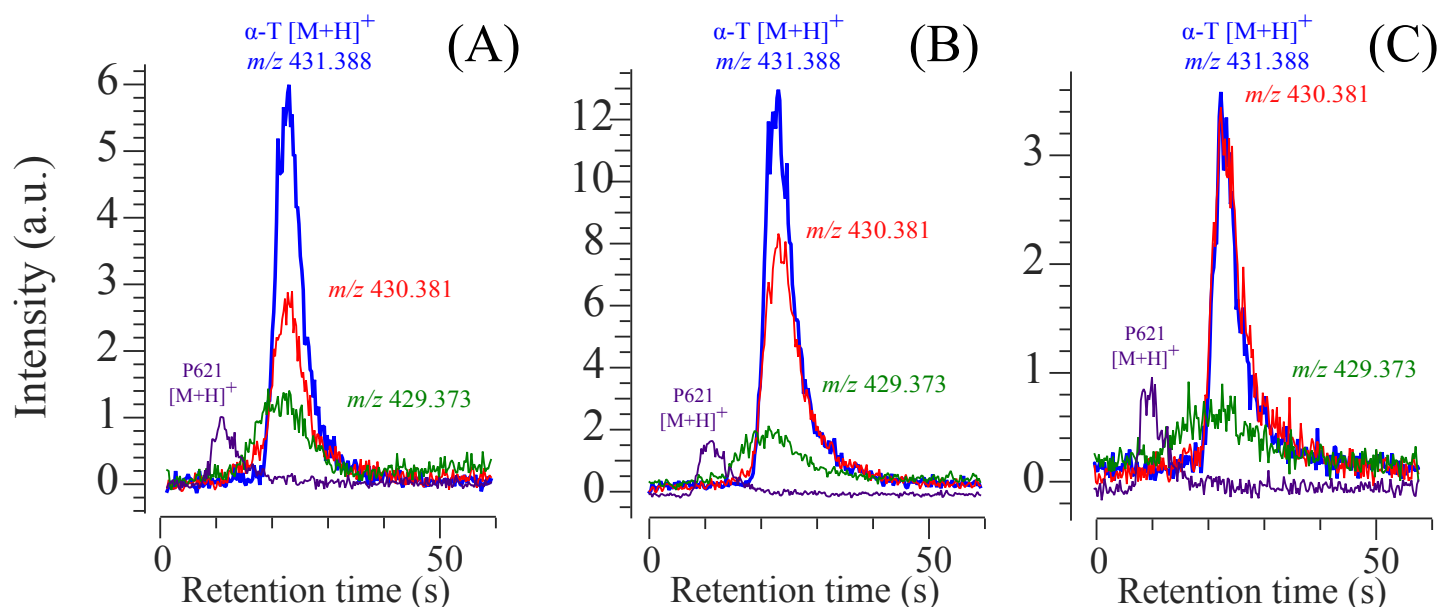 α-T [M+H]+
m/z 431.388
(A)
m/z 430.381
P621
[M+H]+
m/z 429.373
6
5
4
3
2
1
0
Intensity (a.u.)
0 50
Retention time (s)
α-T [M+H]+
m/z 431.388
(B)
m/z 430.381
m/z 429.373
P621
[M+H]+
12
10
8
6
4
2
0
0 50
Retention time (s)
α-T [M+H]+
m/z 431.388
(C)
m/z 430.381
P621
[M+H]+
m/z 429.373
3
2
1
0
0 50
Retention time (s)